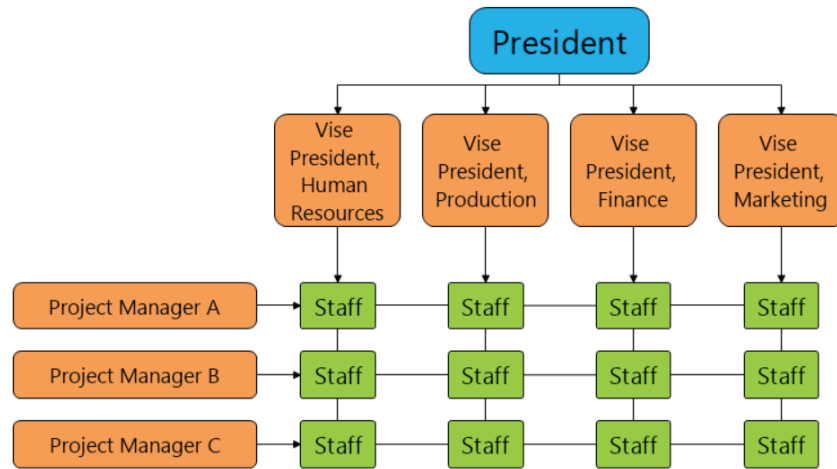 President
Vise
President,
Human
Resources
Vise
President,
Production
Vise
President,
Finance
Vise
President,
Marketing
Project Manager A
Staff
Staff
Staff
Staff
Project Manager B
Staff
Staff
Staff
Staff
Project Manager C
Staff
Staff
Staff
Staff